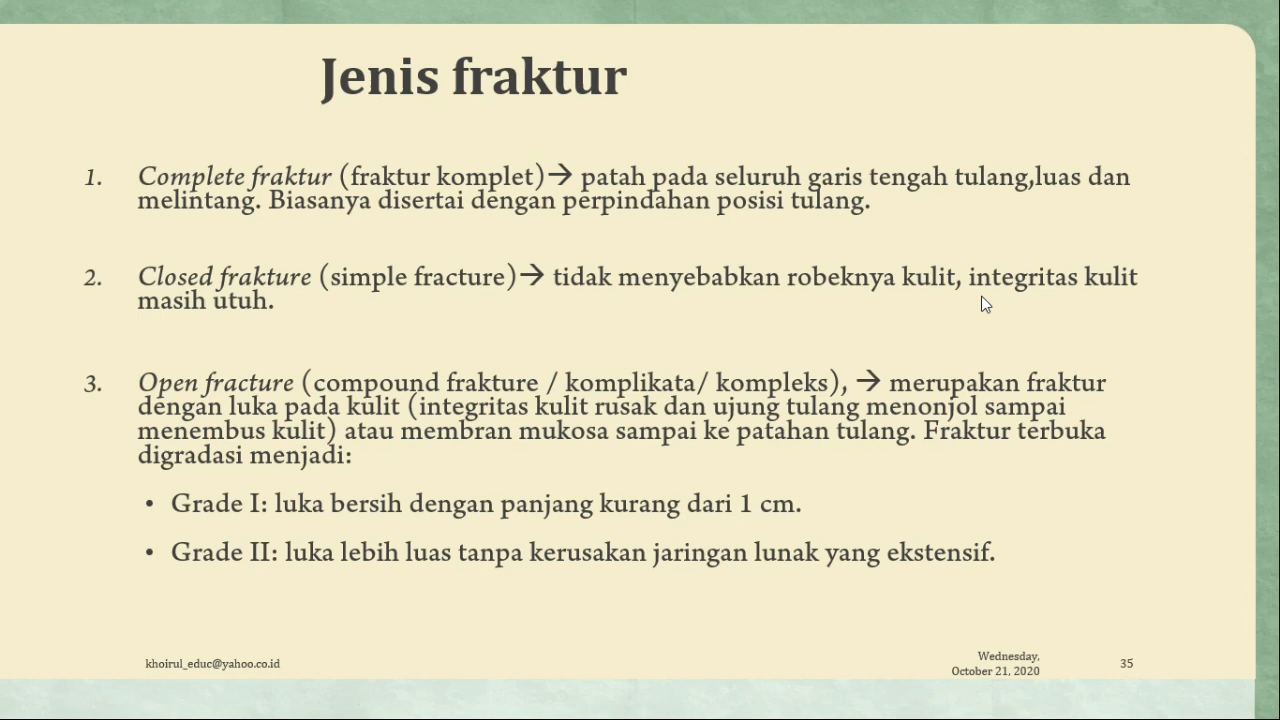 Jenis fraktur
1. Complete fraktur (fraktur komplet)→ patah pada seluruh garis tengah tulang,luas dan
melintang. Biasanya disertai dengan perpindahan posisi tulang.
2. Closed frakture (simple fracture)→ tidak menyebabkan robeknya kulit, integritas kulit
masih utuh.
3. Open fracture (compound frakture / komplikata/ kompleks), → merupakan fraktur
dengan luka pada kulit (integritas kulit rusak dan ujung tulang menonjol sampai
menembus kulit) atau membran mukosa sampai ke patahan tulang. Fraktur terbuka
digradasi menjadi:
• Grade I: luka bersih dengan panjang kurang dari 1 cm.
• Grade II: luka lebih luas tanpa kerusakan jaringan lunak yang ekstensif.
khoirul_educ@yahoo.co.id
Wednesday,
October 21, 2020
35